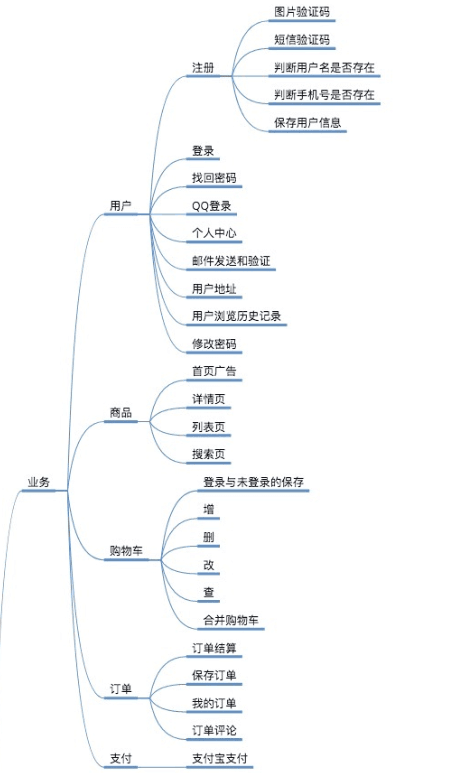 图片验证码
短信验证码
注册
判断用户名是否存在
判断手机号是否存在
保存用户信息
登录
找回密码
用户
QQ登录
个人中心
邮件发送和验证
用户地址
用户浏览历史记录
修改密码
首页广告
详情页
商品
列表页
搜索页
业务
登录与未登录的保存
增
删
购物车
改
查
合并购物车
订单结算
保存订单
订单
我的订单
订单评论
支付
支付宝支付